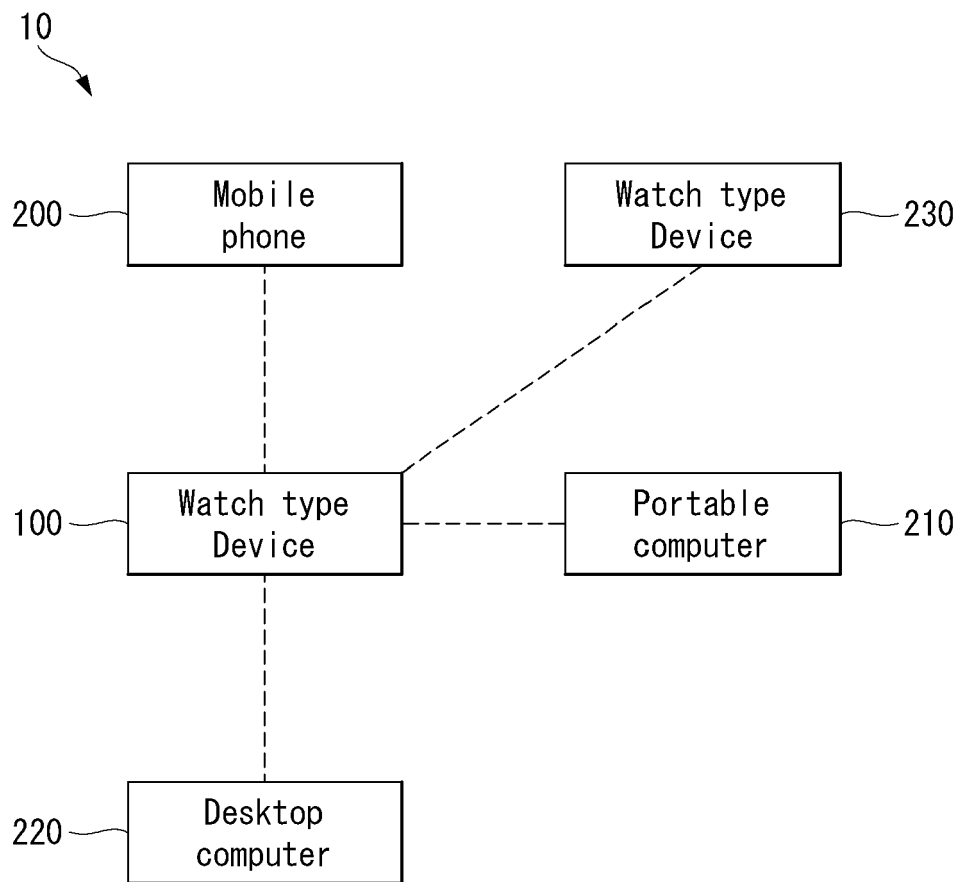 10
200
Mobile
phone
Watch type
Device
230
100
Watch type
Device
Portable
computer
210
220
Desktop
computer